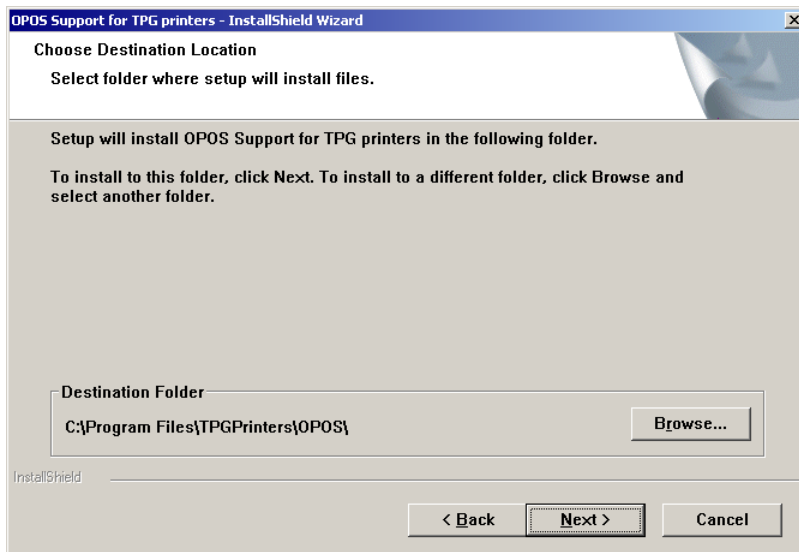 OPOS Support for TPG printers - InstallShield Wizard
Choose Destination Location
Select folder where setup will install files.
Setup will install OPOS Support for TPG printers in the following folder.
To install to this folder, click Next. To install to a different folder, click Browse and
select another folder.
Destination Folder
C:\Program Files\TPGPrinters\OPOS\
Browse...
InstallShield
< Back
Next >
Cancel